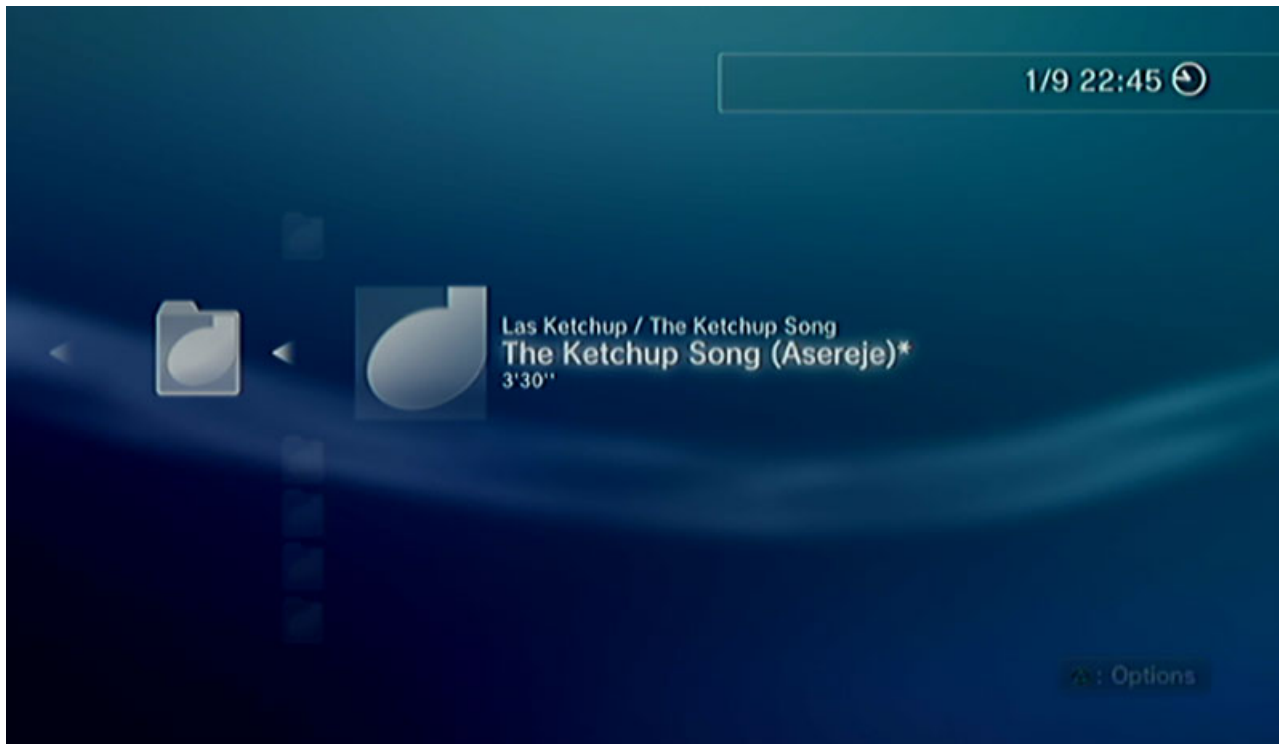 1/9 22:45
Las Ketchup / The Ketchup Song
The Ketchup Song (Asereje)*
3'30''
: Options